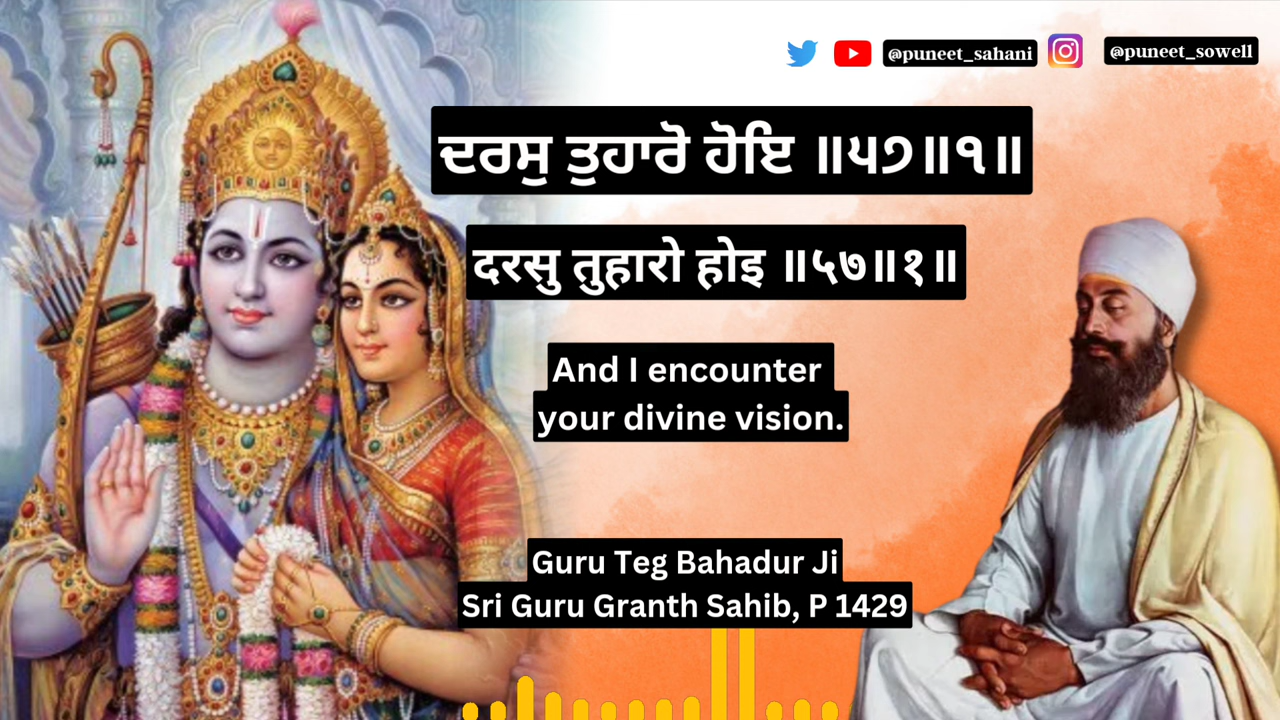 @puneet_sahani @puneet_sowell
ਦਰਸੁ ਤੁਹਾਰੋ ਹੋਇ ॥੫੭॥੧॥
दरसु तुहारो होइ ॥५७॥१॥
And I encounter
your divine vision.
Guru Teg Bahadur Ji
Sri Guru Granth Sahib, P 1429